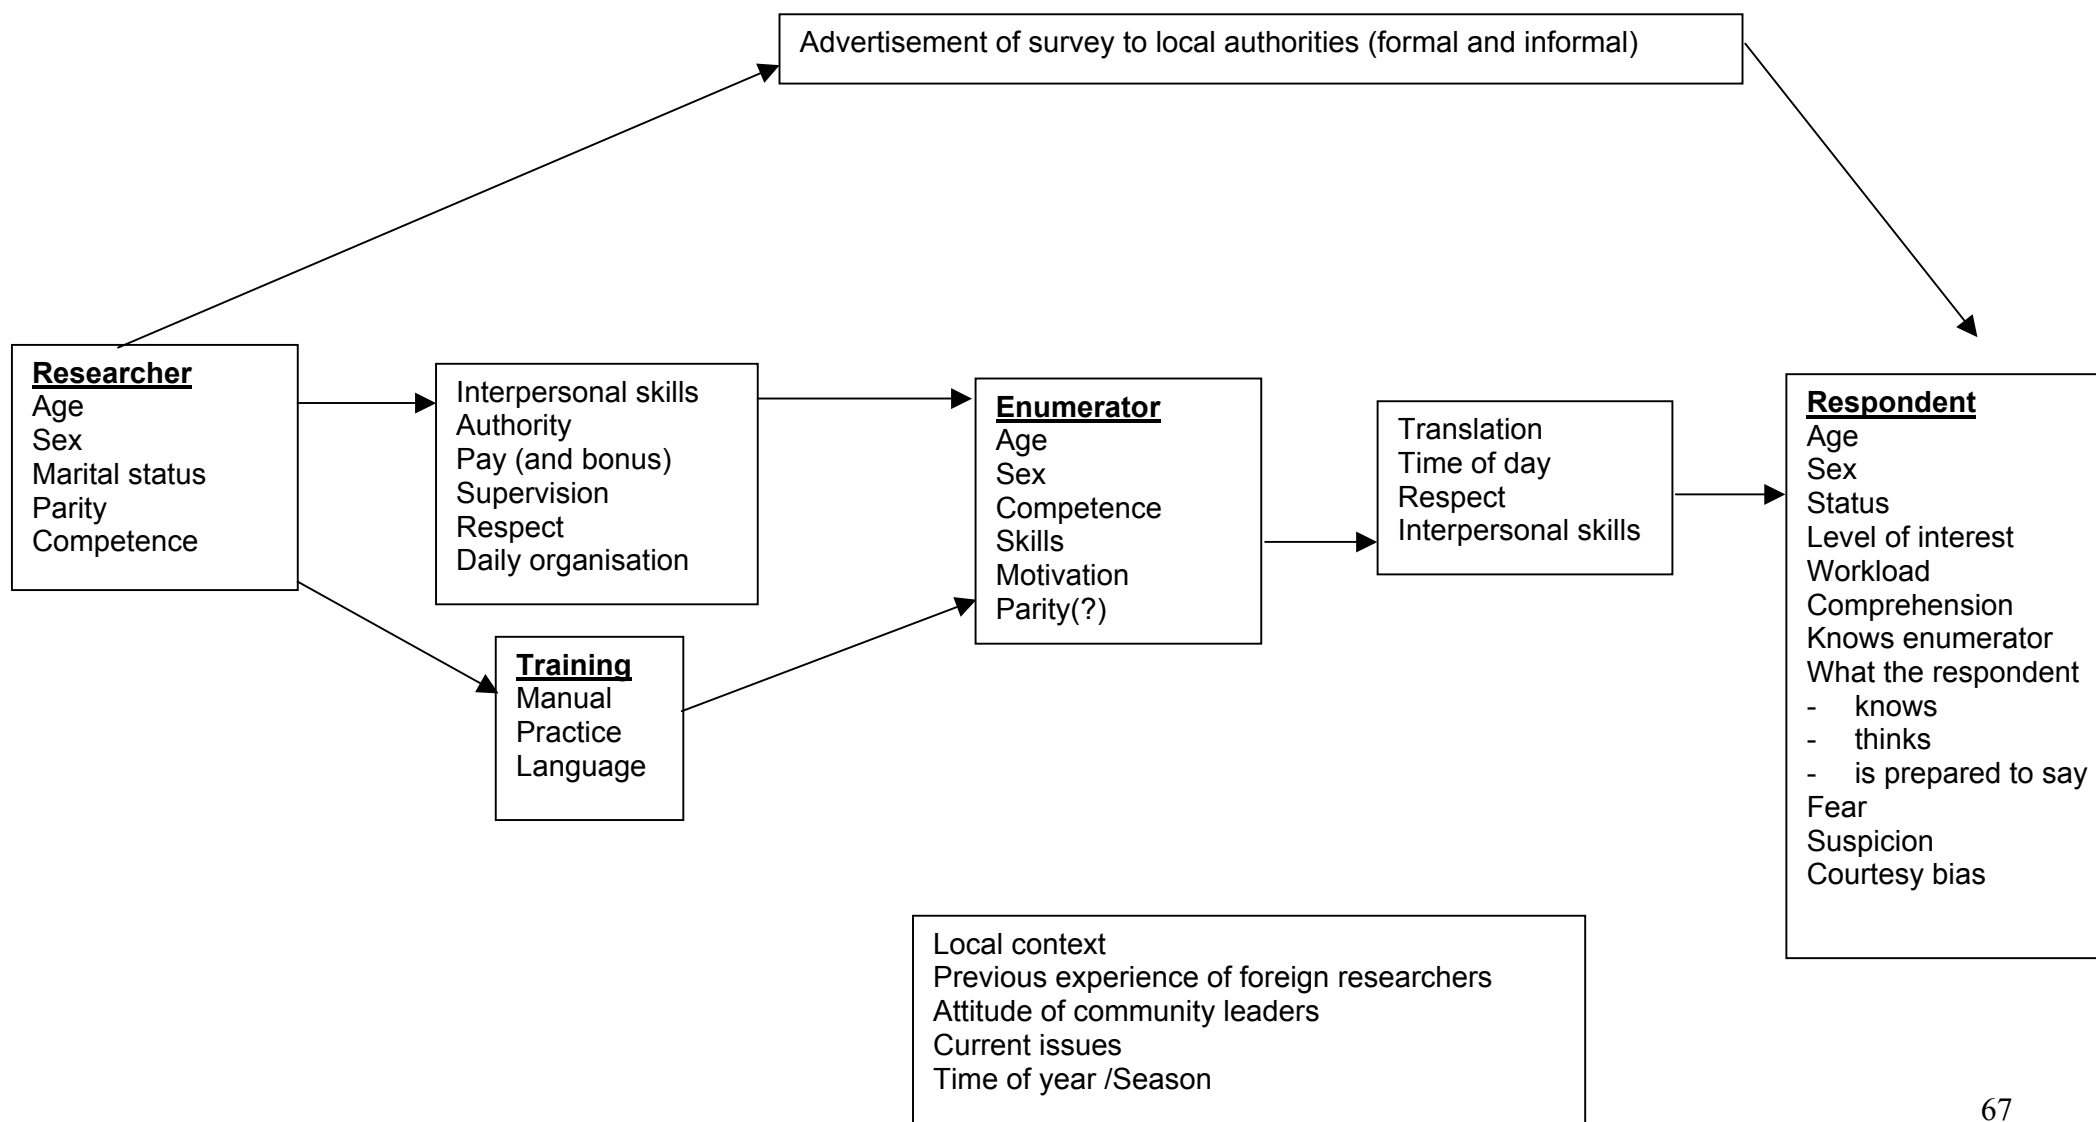 Advertisement of survey to local authorities (formal and informal)
Researcher
Age
Sex
Marital status
Parity
Competence
Interpersonal skills
Authority
Pay (and bonus)
Supervision
Respect
Daily organisation
Training
Manual
Practice
Language
Enumerator
Age
Sex
Competence
Skills
Motivation
Parity(?)
Translation
Time of day
Respect
Interpersonal skills
Respondent
Age
Sex
Status
Level of interest
Workload
Comprehension
Knows enumerator
What the respondent
- knows
- thinks
- is prepared to say
Fear
Suspicion
Courtesy bias
Local context
Previous experience of foreign researchers
Attitude of community leaders
Current issues
Time of year /Season
67